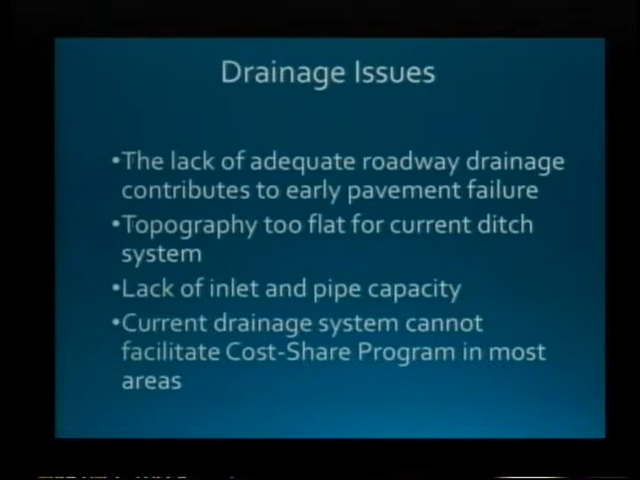 Drainage Issues
•The lack of adequate roadway drainage
contributes to early pavement failure
•Topography too flat for current ditch
system
•Lack of inlet and pipe capacity
•Current drainage system cannot
facilitate Cost-Share Program in most
areas